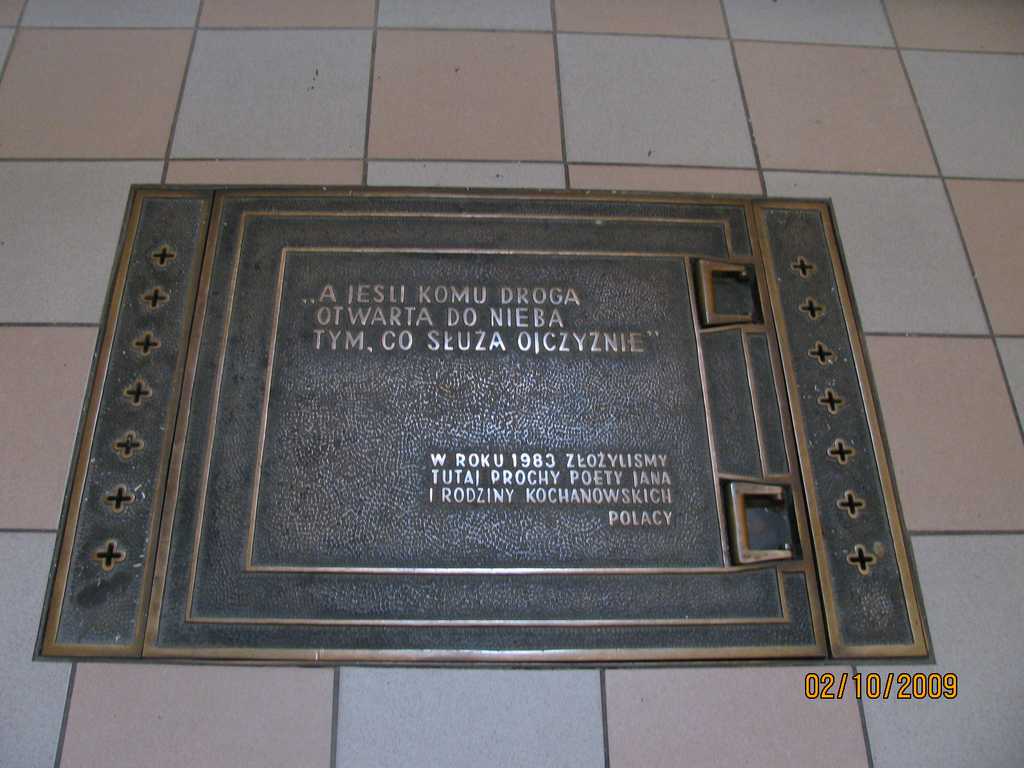 „A JEŚLI KOMU DROGA
OTWARTA DO NIEBA
TYM, CO SŁUŻĄ OJCZYŹNIE"
W ROKU 1983 ZŁOŻYLIŚMY
TUTAJ PROCHY POETY JANA
I RODZINY KOCHANOWSKICH
POLACY
02/10/2009